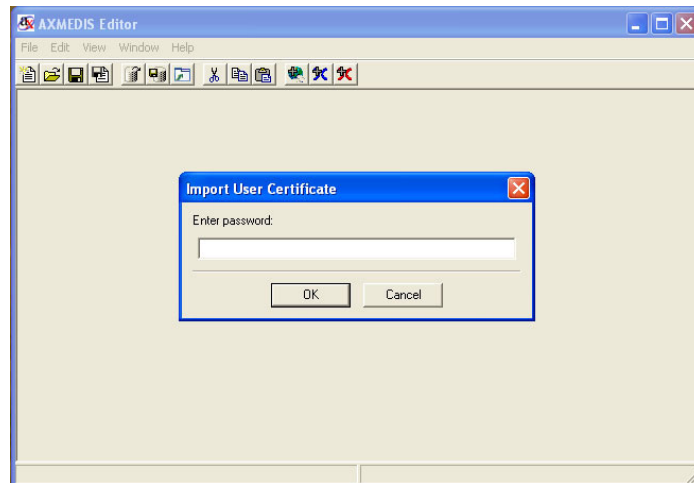 AXMEDIS Editor
File Edit View Window Help
Import User Certificate
Enter password:
OK Cancel